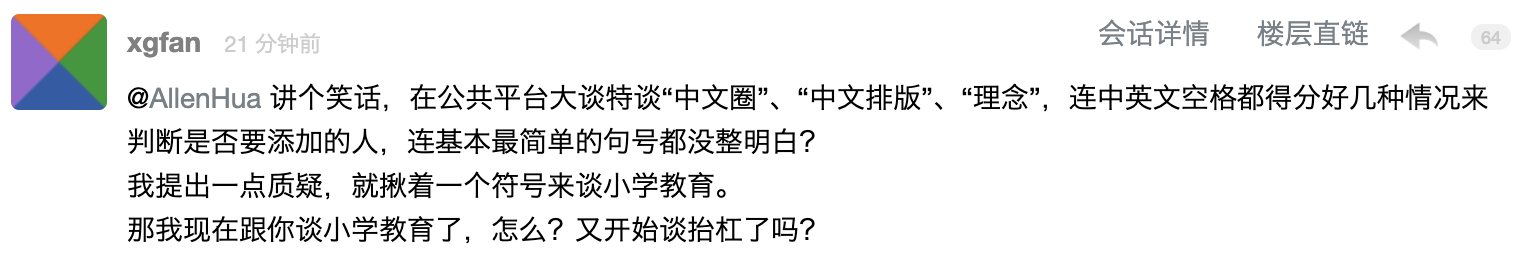 xgfan 21 分钟前 会话详情 楼层直链 64
@AllenHua 讲个笑话，在公共平台大谈特谈“中文圈”、“中文排版”、“理念”，连中英文空格都得分好几种情况来
判断是否要添加的人，连基本最简单的句号都没整明白？
我提出一点质疑，就揪着一个符号来谈小学教育。
那我现在跟你谈小学教育了，怎么？又开始谈抬杠了吗？